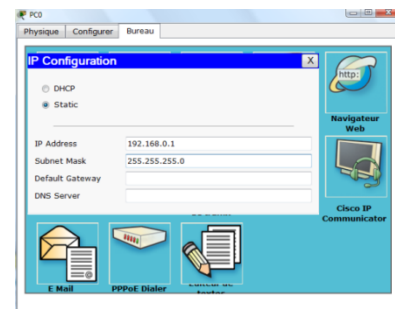 PC0
Physique Configurer Bureau
IP Configuration X
http:
DHCP
Static
Navigateur
Web
IP Address 192.168.0.1
Subnet Mask 255.255.255.0
Default Gateway
DNS Server
Cisco IP
Communicator
E Mail
PPPoE Dialer